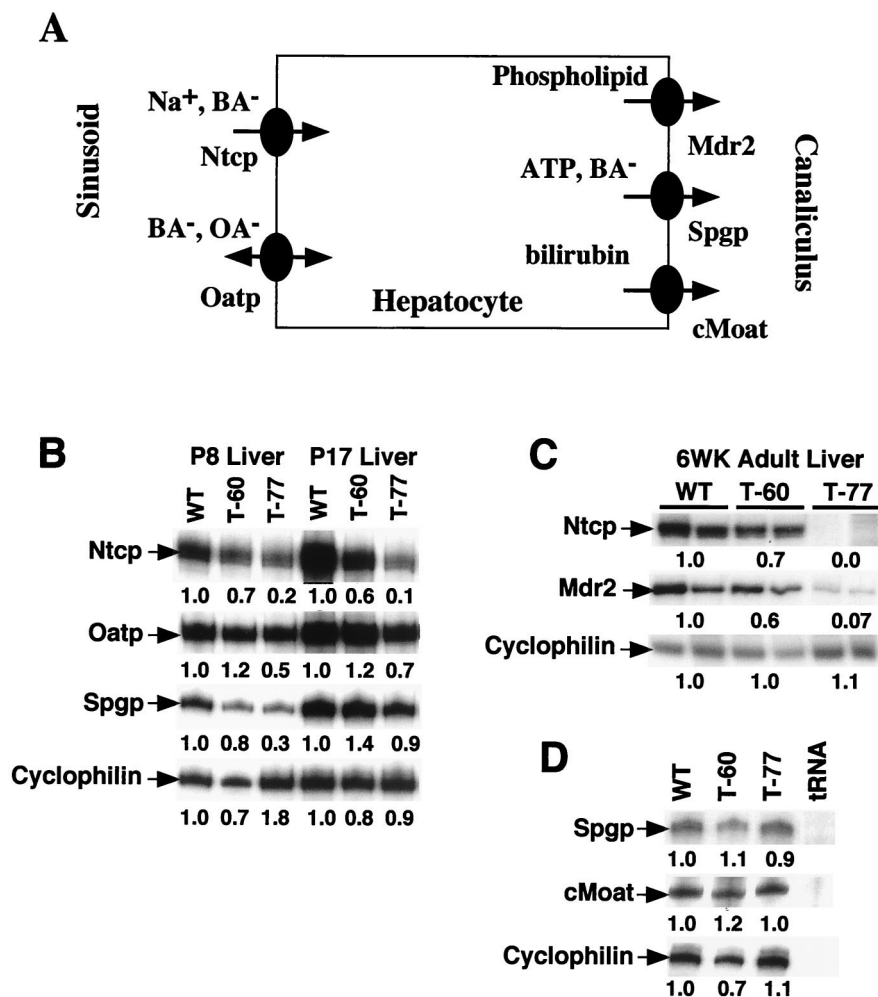 A
Sinusoid
Na+, BA-
Ntcp
BA-, OA-
Oatp
Hepatocyte
Phospholipid
Mdr2
ATP, BA-
Spgp
bilirubin
cMoat
Canaliculus
B
P8 Liver P17 Liver
WT T-60 T-77 WT T-60 T-77
Ntcp
1.0 0.7 0.2 1.0 0.6 0.1
Oatp
1.0 1.2 0.5 1.0 1.2 0.7
Spgp
1.0 0.8 0.3 1.0 1.4 0.9
Cyclophilin
1.0 0.7 1.8 1.0 0.8 0.9
C
6WK Adult Liver
WT T-60 T-77
Ntcp
1.0 0.7 0.0
Mdr2
1.0 0.6 0.07
Cyclophilin
1.0 1.0 1.1
D
WT T-60 T-77 tRNA
Spgp
1.0 1.1 0.9
cMoat
1.0 1.2 1.0
Cyclophilin
1.0 0.7 1.1